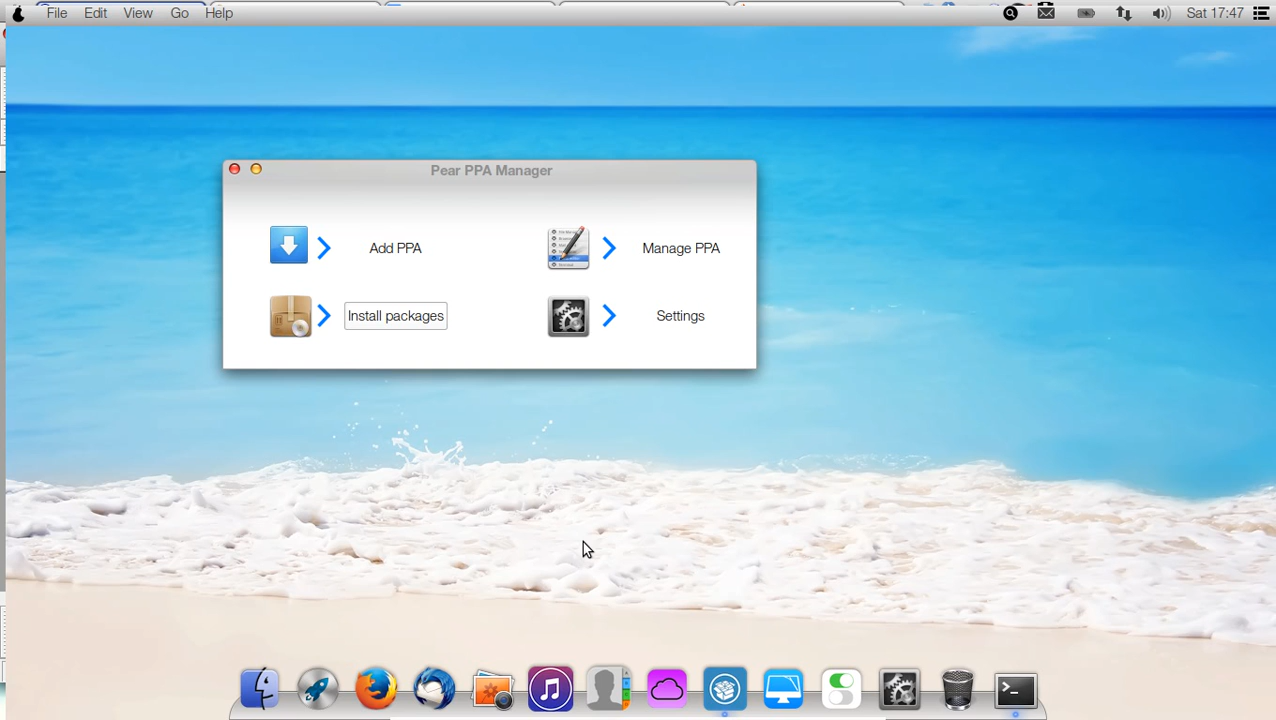 File Edit View Go Help Sat 17:47
Pear PPA Manager
Add PPA Manage PPA
Install packages Settings
>_